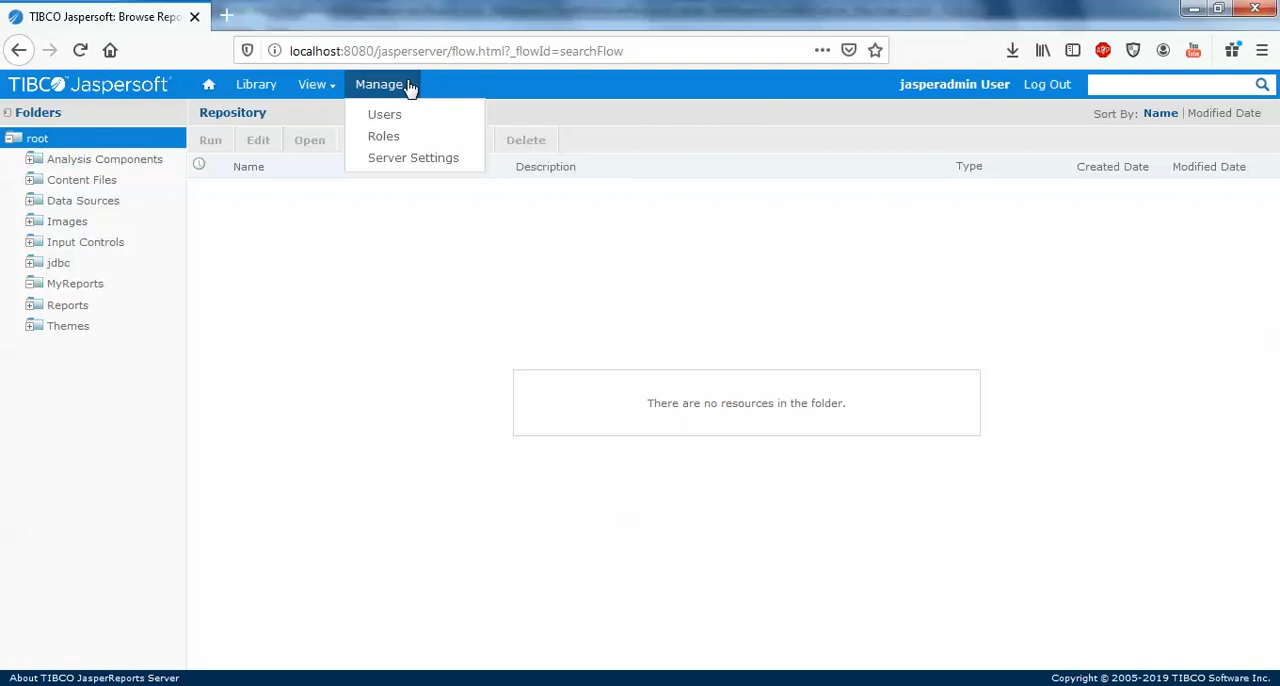 TIBCO Jaspersoft: Browse Repo
localhost:8080/jasperserver/flow.html?_flowId=searchFlow
ABP
You Tube
TIBCO Jaspersoft
Library
View
Manage
jasperadmin User
Log Out
Folders
Repository
Sort By: Name | Modified Date
Users
Roles
Server Settings
Run
Edit
Open
Delete
Name
Description
Type
Created Date
Modified Date
root
Analysis Components
Content Files
Data Sources
Images
Input Controls
jdbc
MyReports
Reports
Themes
There are no resources in the folder.
About TIBCO JasperReports Server
Copyright © 2005-2019 TIBCO Software Inc.